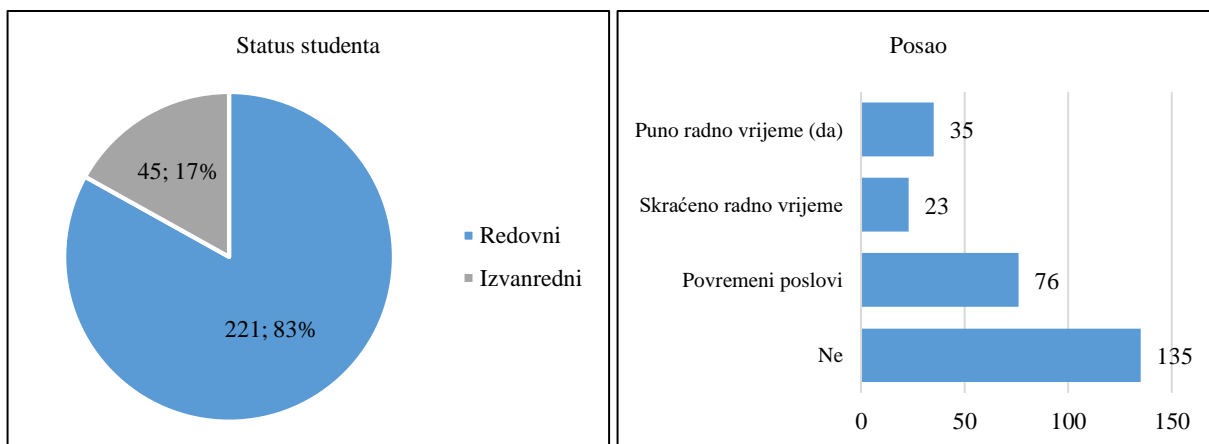 Status studenta
45; 17%
221; 83%
Redovni
Izvanredni
Posao
Puno radno vrijeme (da)
35
Skraćeno radno vrijeme
23
Povremeni poslovi
76
Ne
135
0 50 100 150